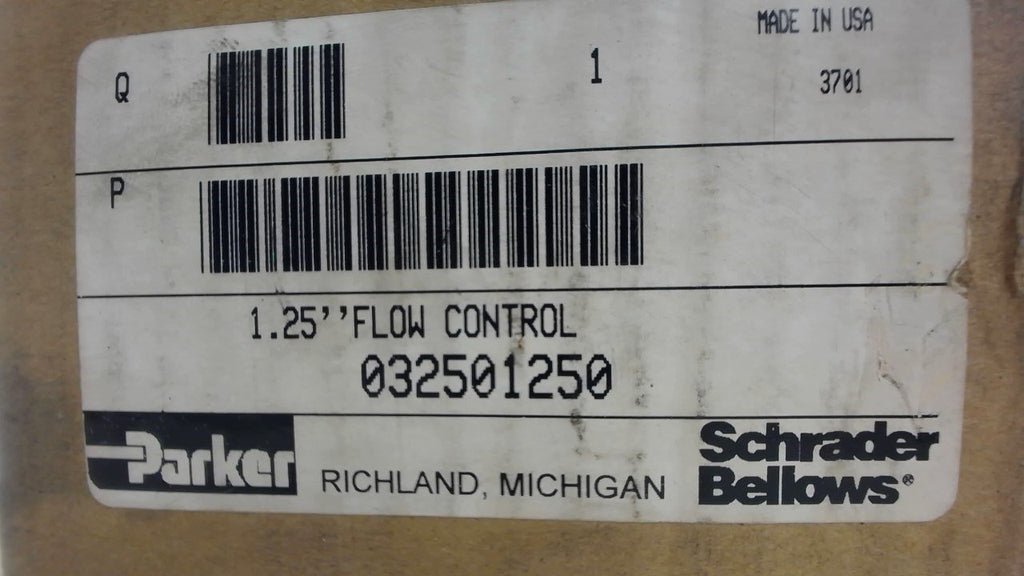 MADE IN USA
Q 1
3701
P
1.25''FLOW CONTROL
032501250
Parker RICHLAND, MICHIGAN Schrader
Bellows®